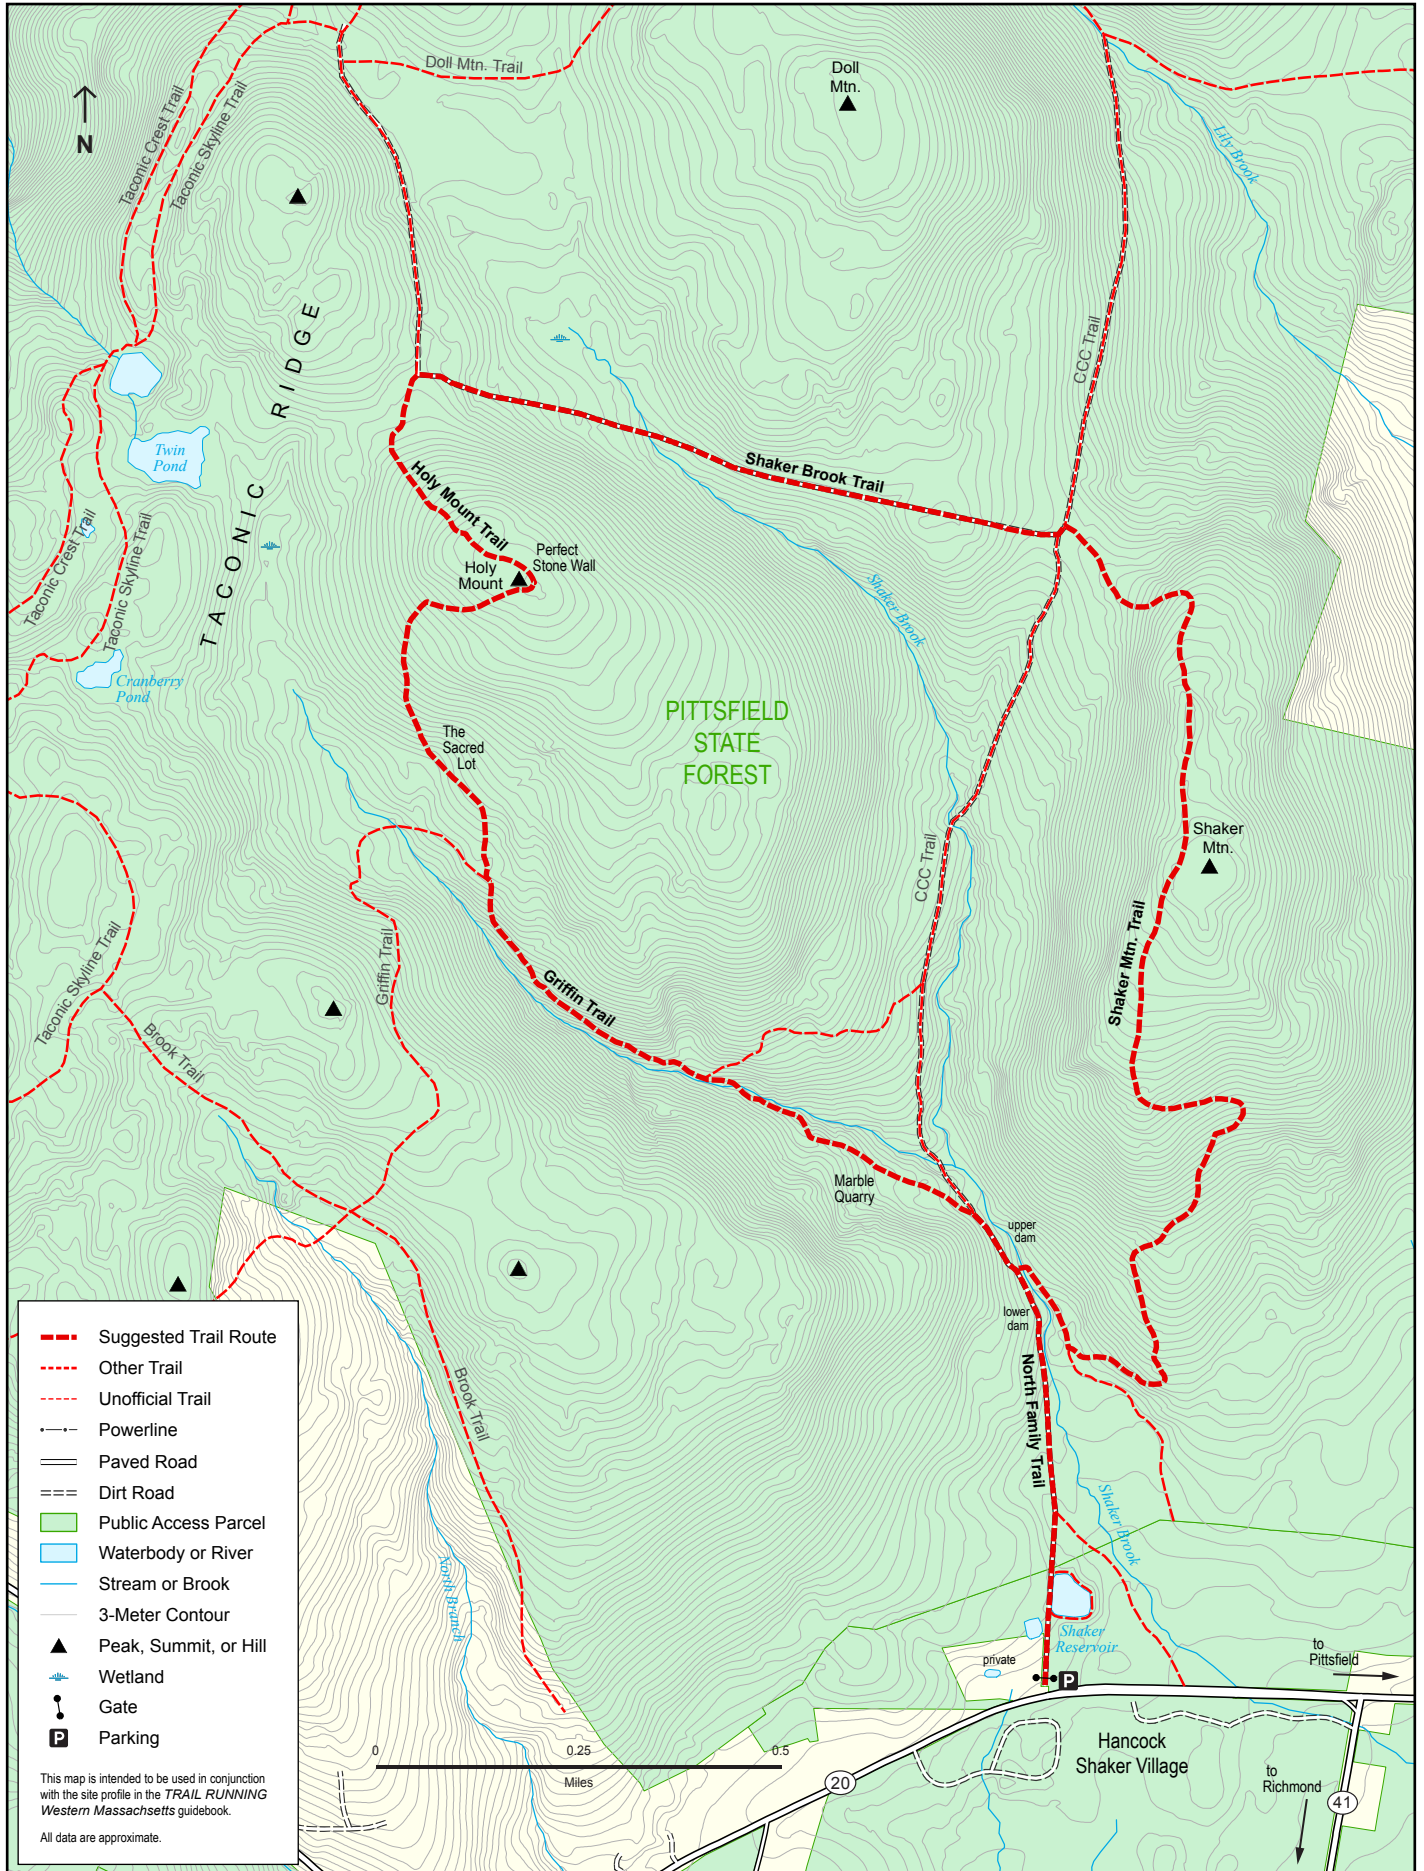 Doll Mtn. Trail
Doll
Mtn.
N
Taconic Crest Trail
Taconic Skyline Trail
Lily Brook
TACONIC RIDGE
CCC Trail
Twin
Pond
Holy Mount Trail
Shaker Brook Trail
Perfect
Stone Wall
Holy
Mount
Taconic Crest Trail
Taconic Skyline Trail
Shaker Brook
Cranberry
Pond
The
Sacred
Lot
PITTSFIELD
STATE
FOREST
Shaker
Mtn.
CCC Trail
Shaker Mtn. Trail
Taconic Skyline Trail
Griffin Trail
Griffin Trail
Brook Trail
Marble
Quarry
upper
dam
lower
dam
North Family Trail
Brook Trail
Shaker Brook
North Branch
Shaker
Reservoir
private
P
to
Pittsfield
Hancock
Shaker Village
to
Richmond
20
41
0
0.25
0.5
Miles
Suggested Trail Route
Other Trail
Unofficial Trail
Powerline
Paved Road
Dirt Road
Public Access Parcel
Waterbody or River
Stream or Brook
3-Meter Contour
Peak, Summit, or Hill
Wetland
Gate
P Parking
This map is intended to be used in conjunction
with the site profile in the TRAIL RUNNING
Western Massachsetts guidebook.
All data are approximate.